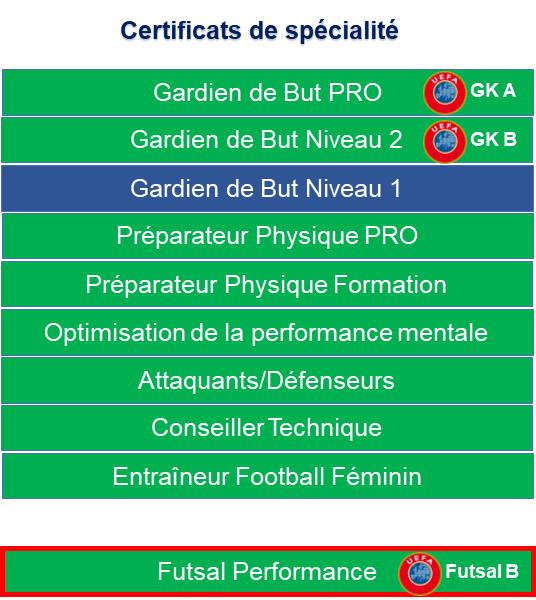 Certificats de spécialité
Gardien de But PRO UEFA GK A
Gardien de But Niveau 2 UEFA GK B
Gardien de But Niveau 1
Préparateur Physique PRO
Préparateur Physique Formation
Optimisation de la performance mentale
Attaquants/Défenseurs
Conseiller Technique
Entraîneur Football Féminin
Futsal Performance UEFA Futsal B